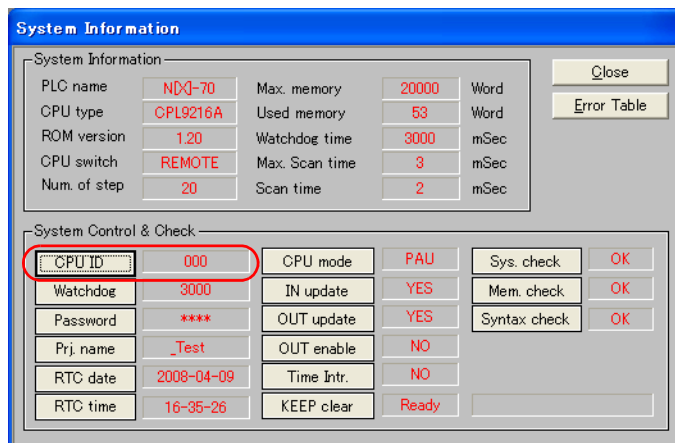 System Information
System Information
PLC name N[X]-70 Max. memory 20000 Word Close
CPU type CPL9216A Used memory 53 Word Error Table
ROM version 1.20 Watchdog time 3000 mSec
CPU switch REMOTE Max. Scan time 3 mSec
Num. of step 20 Scan time 2 mSec
System Control & Check
CPU ID 000 CPU mode PAU Sys. check OK
Watchdog 3000 IN update YES Mem. check OK
Password **** OUT update YES Syntax check OK
Prj. name _Test OUT enable NO
RTC date 2008-04-09 Time Intr. NO
RTC time 16-35-26 KEEP clear Ready